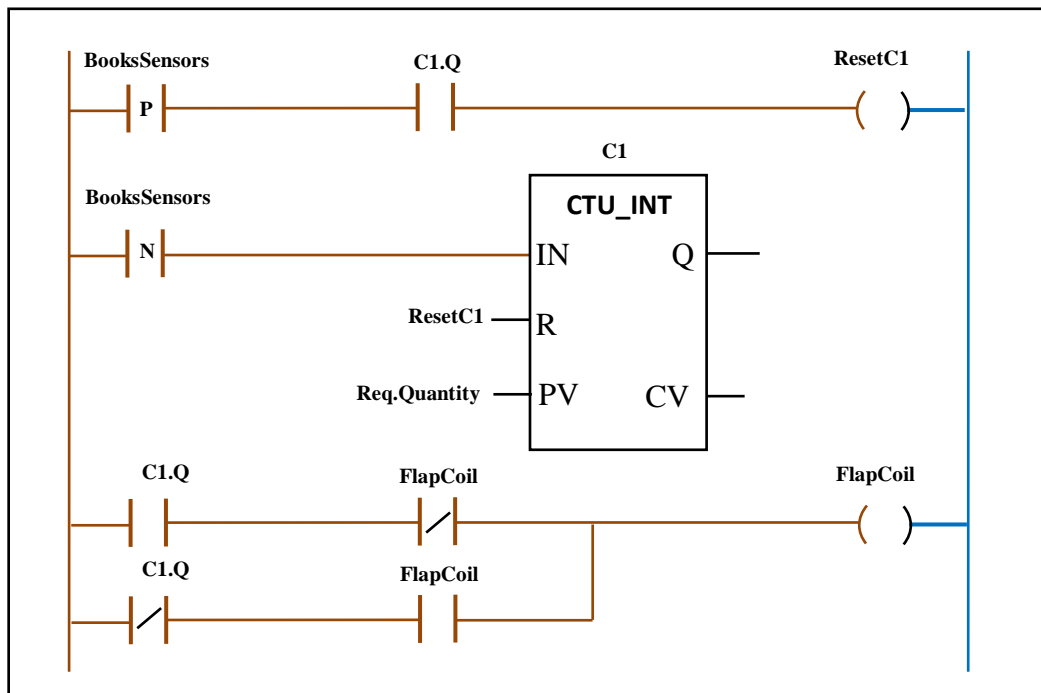 BooksSensors
C1.Q
ResetC1
P
C1
BooksSensors
CTU_INT
N
IN
Q
ResetC1
R
Req.Quantity
PV
CV
C1.Q
FlapCoil
FlapCoil
C1.Q
FlapCoil